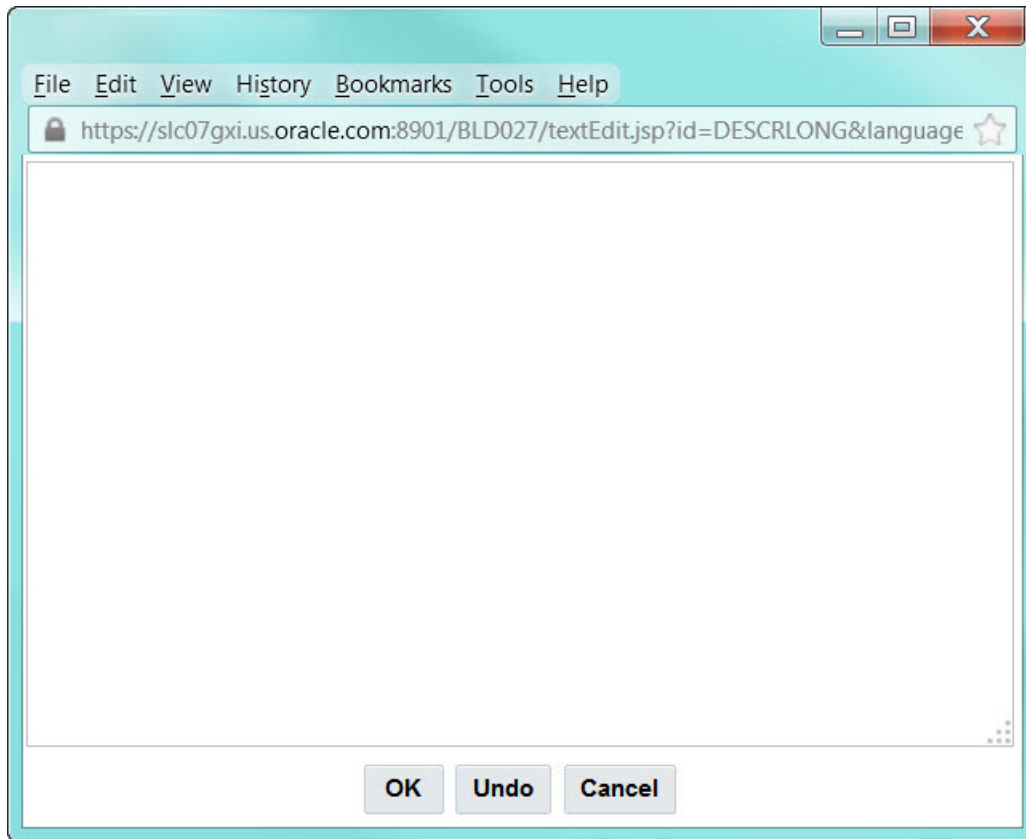 File Edit View History Bookmarks Tools Help
https://slc07gxi.us.oracle.com:8901/BLD027/textEdit.jsp?id=DESCRLONG&language
OK Undo Cancel